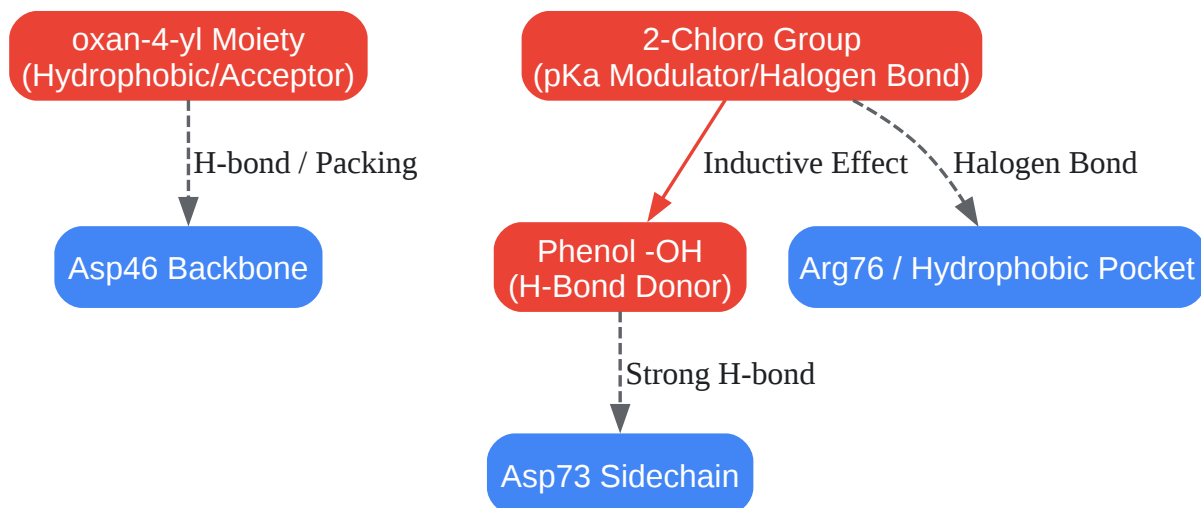 oxan-4-yl Moiety
(Hydrophobic/Acceptor)
2-Chloro Group
(pKa Modulator/Halogen Bond)
H-bond / Packing
Inductive Effect
Halogen Bond
Asp46 Backbone
Phenol -OH
(H-Bond Donor)
Arg76 / Hydrophobic Pocket
Strong H-bond
Asp73 Sidechain